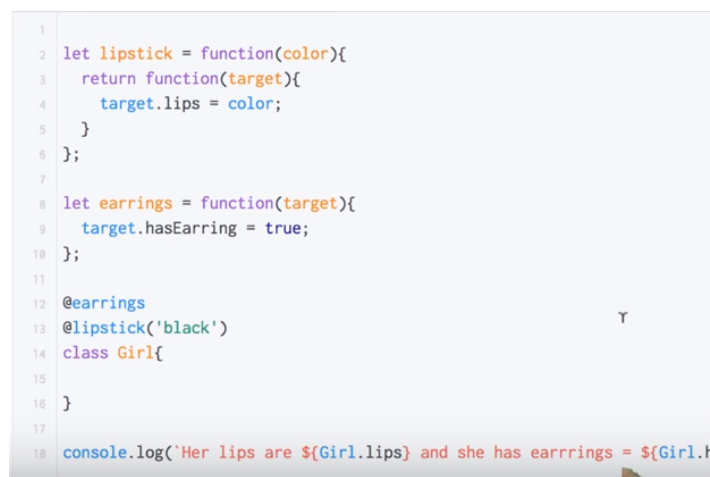 1
2 let lipstick = function(color){
3 return function(target){
4 target.lips = color;
5 }
6 };
7
8 let earrings = function(target){
9 target.hasEarring = true;
10 };
11
12 @earrings
13 @lipstick('black')
14 class Girl{
15
16 }
17
18 console.log(`Her lips are ${Girl.lips} and she has earrrings = ${Girl.h